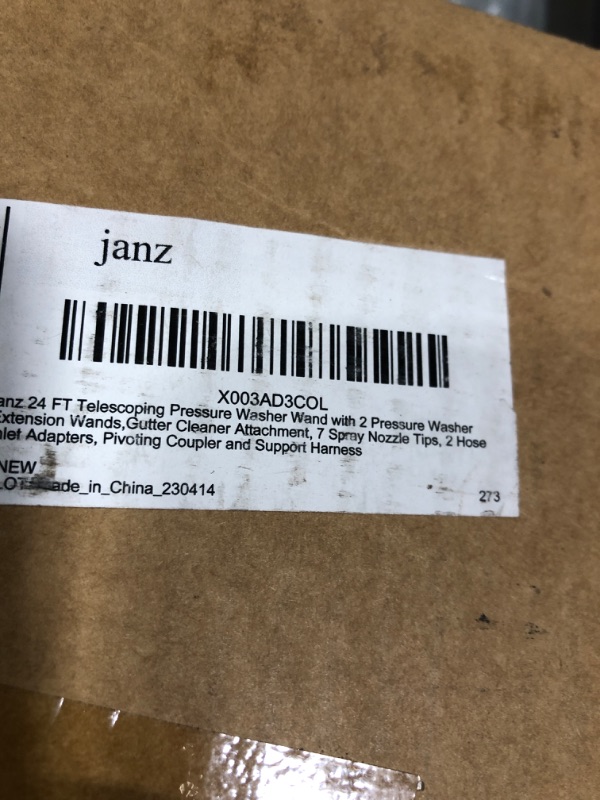 janz
X003AD3COL
anz 24 FT Telescoping Pressure Washer Wand with 2 Pressure Washer
Extension Wands,Gutter Cleaner Attachment, 7 Spray Nozzle Tips, 2 Hose
nlet Adapters, Pivoting Coupler and Support Harness
NEW
LOT ade_in_China_230414
273